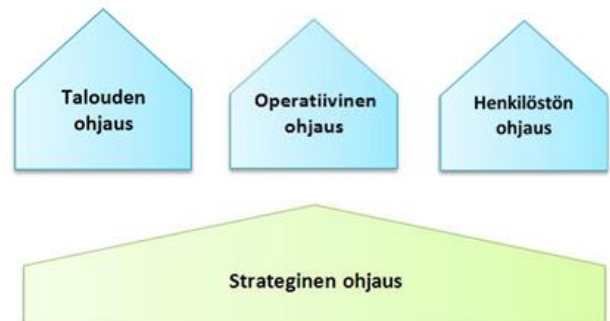 Talouden
ohjaus
Operatiivinen
ohjaus
Henkilöstön
ohjaus
Strateginen ohjaus